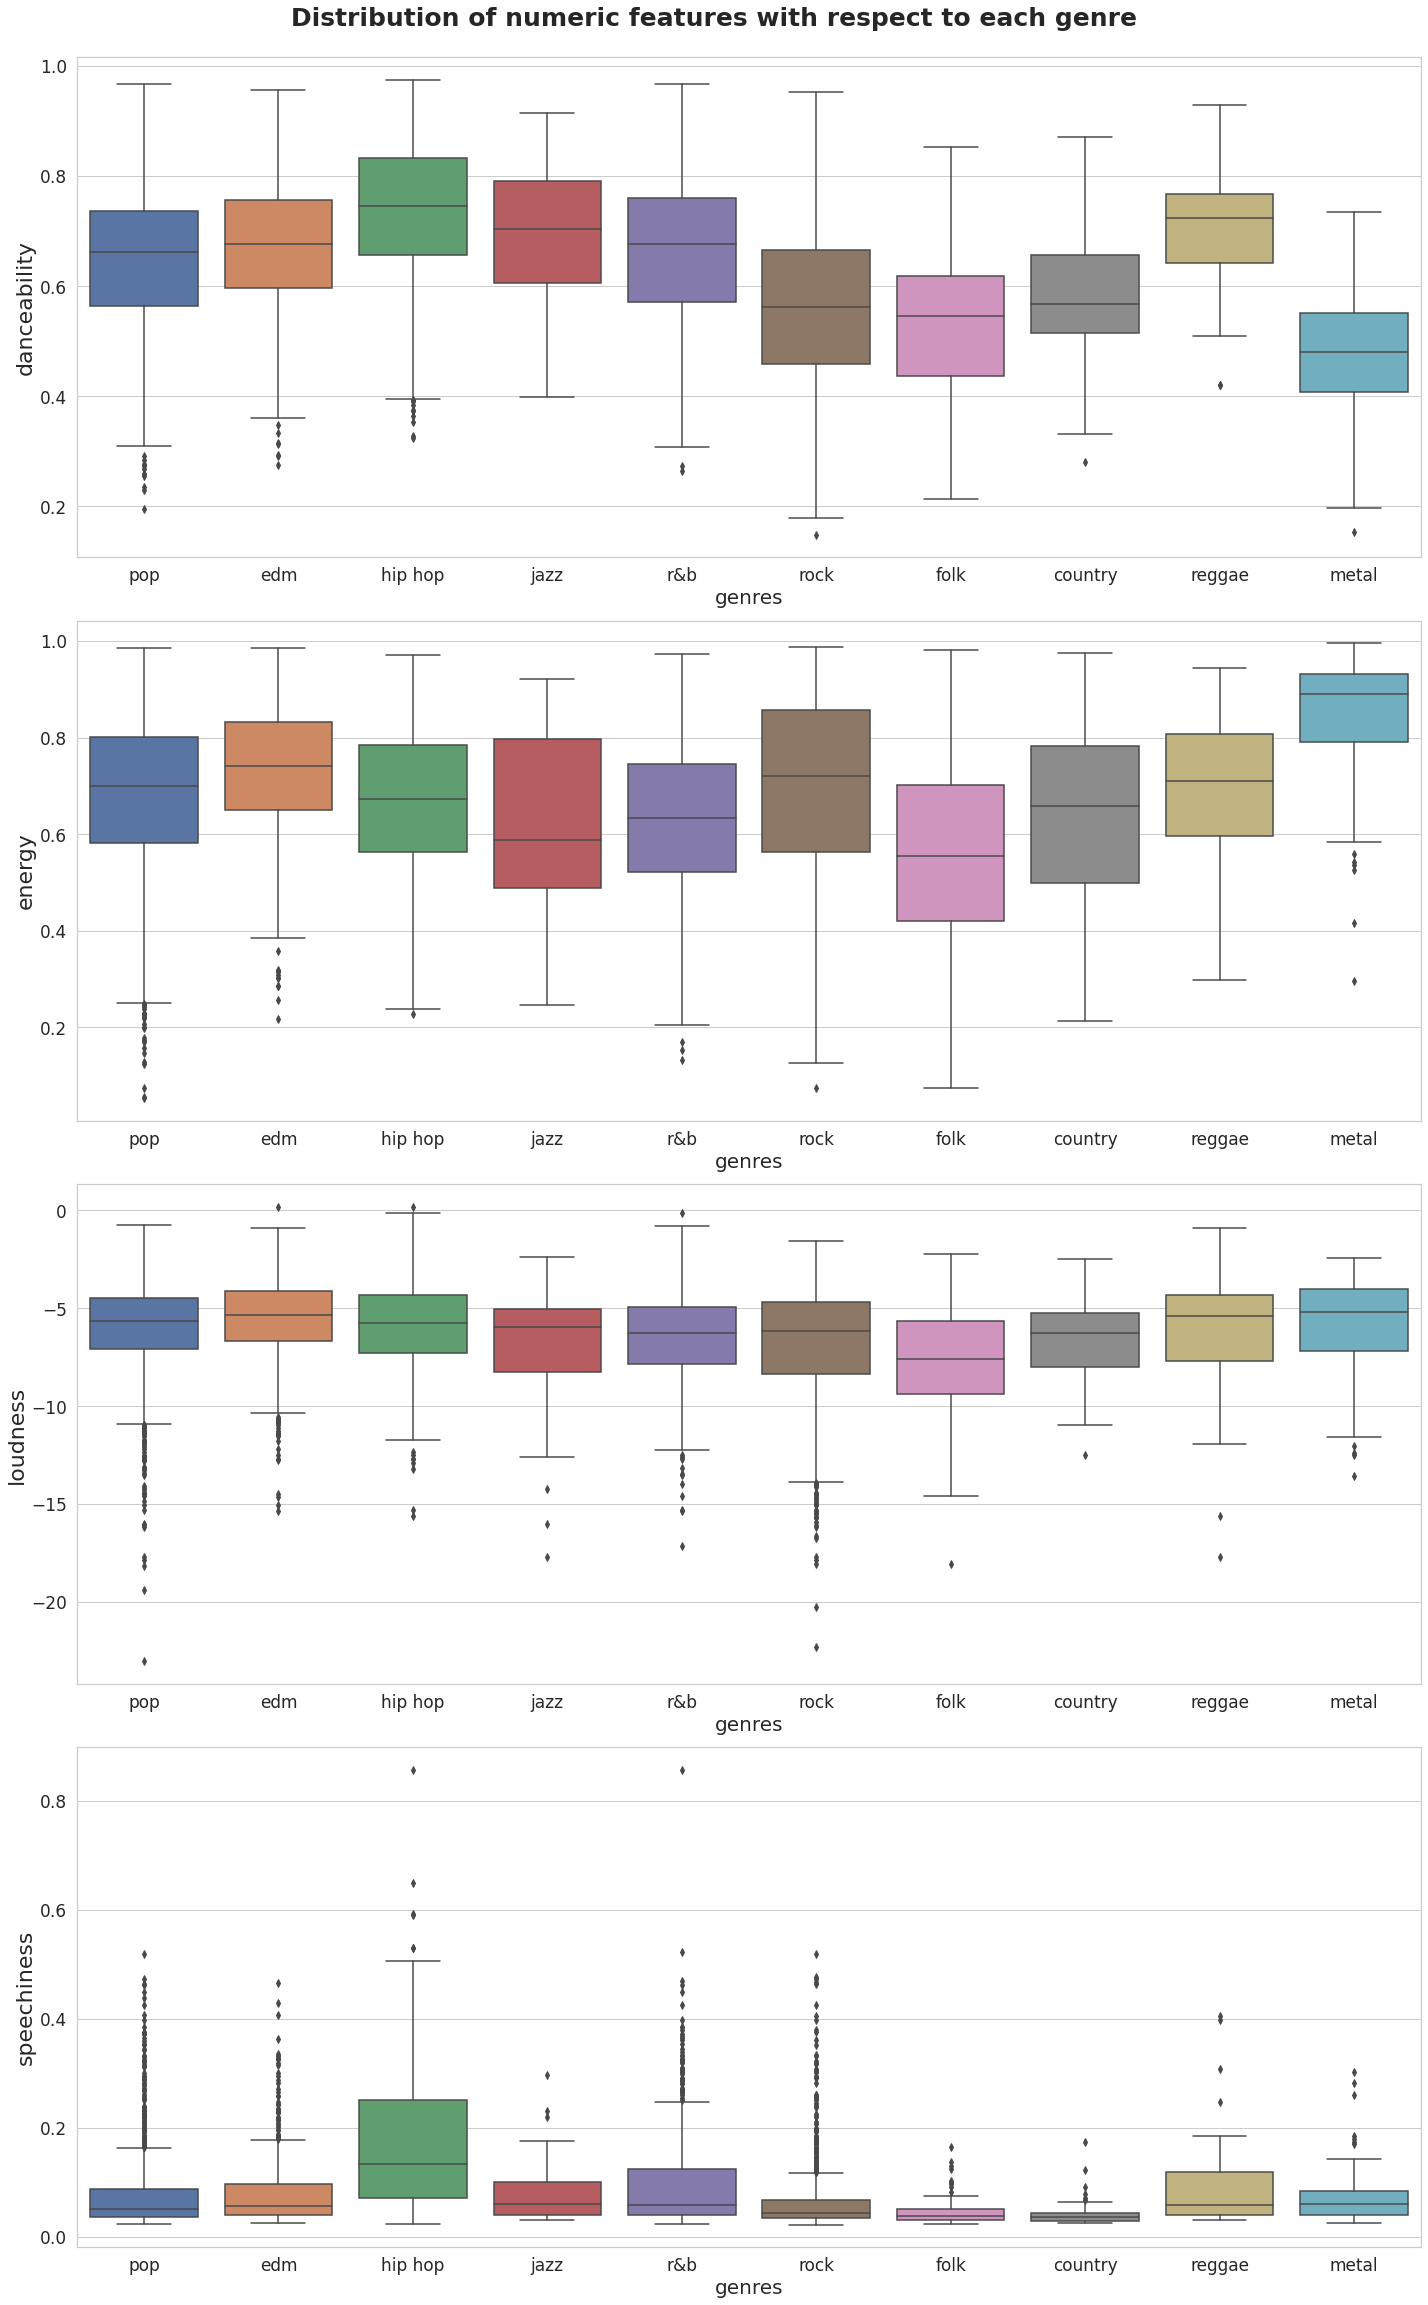 Distribution of numeric features with respect to each genre
danceability
1.0
0.8
0.6
0.4
0.2
pop edm hip hop jazz r&b rock folk country reggae metal
genres
energy
1.0
0.8
0.6
0.4
0.2
pop edm hip hop jazz r&b rock folk country reggae metal
genres
loudness
0
−5
−10
−15
−20
pop edm hip hop jazz r&b rock folk country reggae metal
genres
speechiness
0.8
0.6
0.4
0.2
0.0
pop edm hip hop jazz r&b rock folk country reggae metal
genres